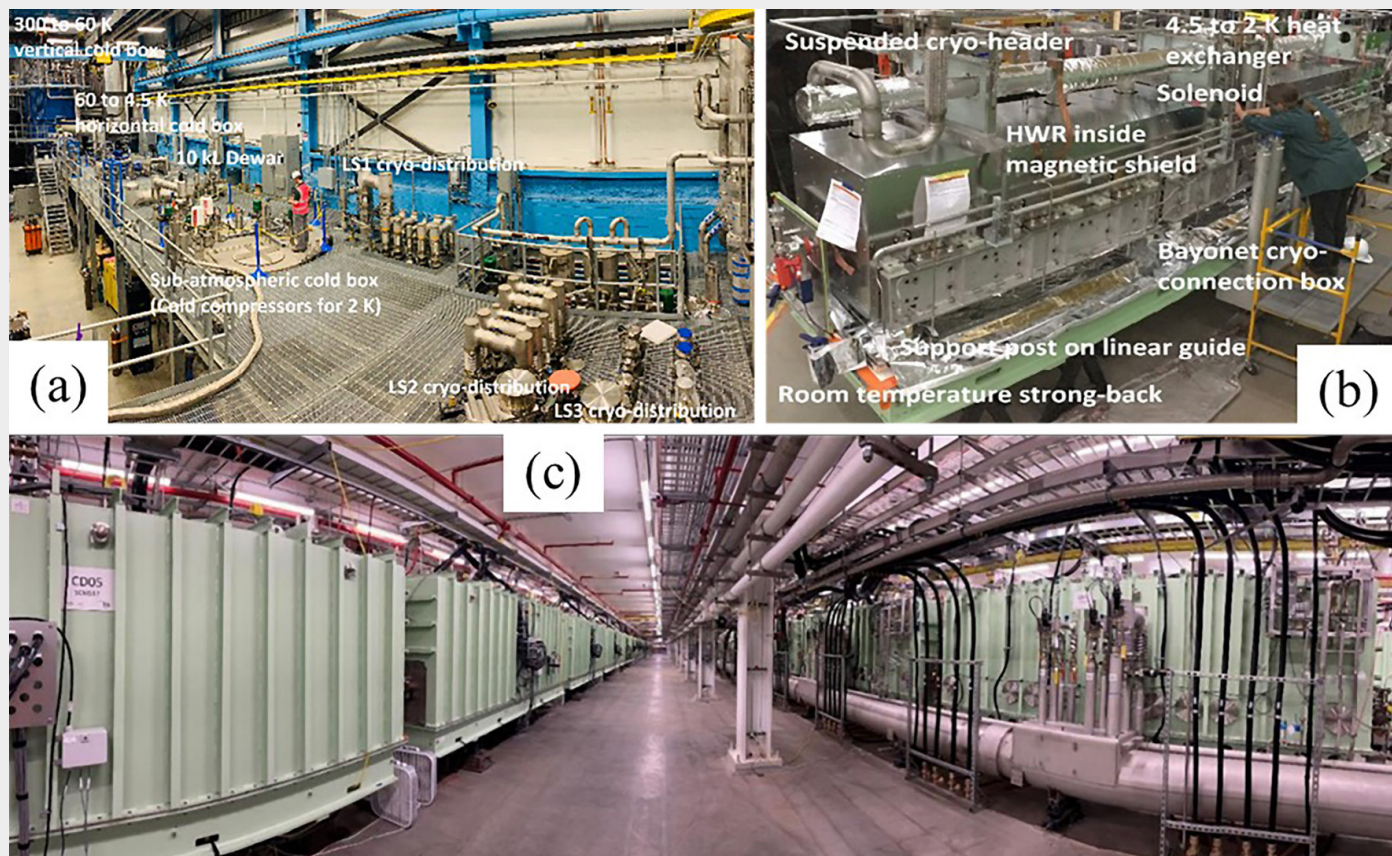 300 to 60 K
vertical cold box
60 to 4.5 K
horizontal cold box
10 kL Dewar
LS1 cryo-distribution
Sub-atmospheric cold box
(Cold compressors for 2 K)
LS2 cryo-distribution
LS3 cryo-distribution
(a)
Suspended cryo-header
4.5 to 2 K heat
exchanger
Solenoid
HWR inside
magnetic shield
Bayonet cryo-
connection box
Support post on linear guide
Room temperature strong-back
(b)
(c)
CD05